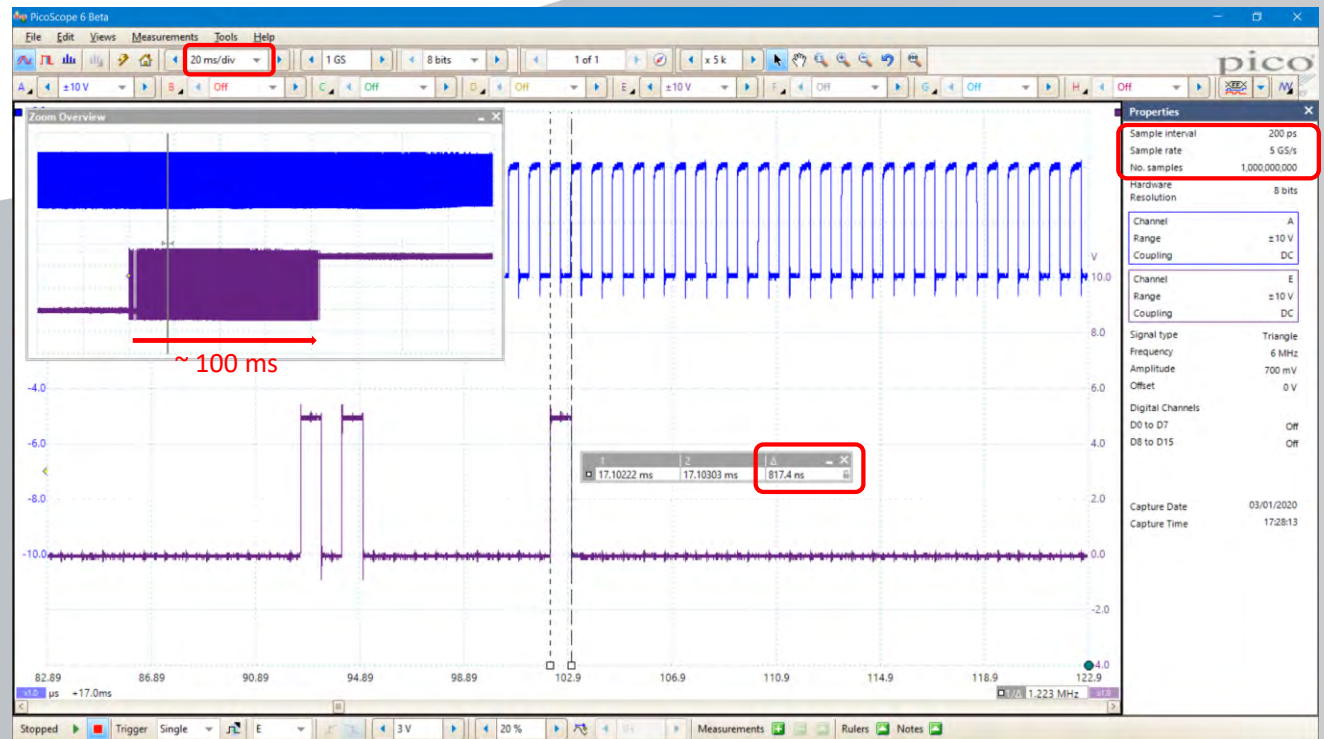 PicoScope 6 Beta
File Edit Views Measurements Tools Help
20 ms/div 1 GS 8 bits 1 of 1 x 5 k
pico
A ±10 V B Off C Off D Off E ±10 V F Off G Off H Off
Zoom Overview
~ 100 ms
Properties
Sample interval 200 ps
Sample rate 5 GS/s
No. samples 1,000,000,000
Hardware Resolution 8 bits
Channel A
Range ±10 V
Coupling DC
Channel E
Range ±10 V
Coupling DC
Signal type Triangle
Frequency 6 MHz
Amplitude 700 mV
Offset 0 V
Digital Channels
D0 to D7 Off
D8 to D15 Off
Capture Date 03/01/2020
Capture Time 17:28:13
V
10.0
8.0
-4.0 6.0
-6.0 4.0
1 2 Δ
17.10222 ms 17.10303 ms 817.4 ns
-8.0 2.0
-10.0 0.0
-2.0
-4.0
82.89 86.89 90.89 94.89 98.89 102.9 106.9 110.9 114.9 118.9 122.9
x1.0 µs +17.0ms 1/Δ 1.223 MHz x1.0
Stopped Trigger Single E 3 V 20 % Measurements Rulers Notes